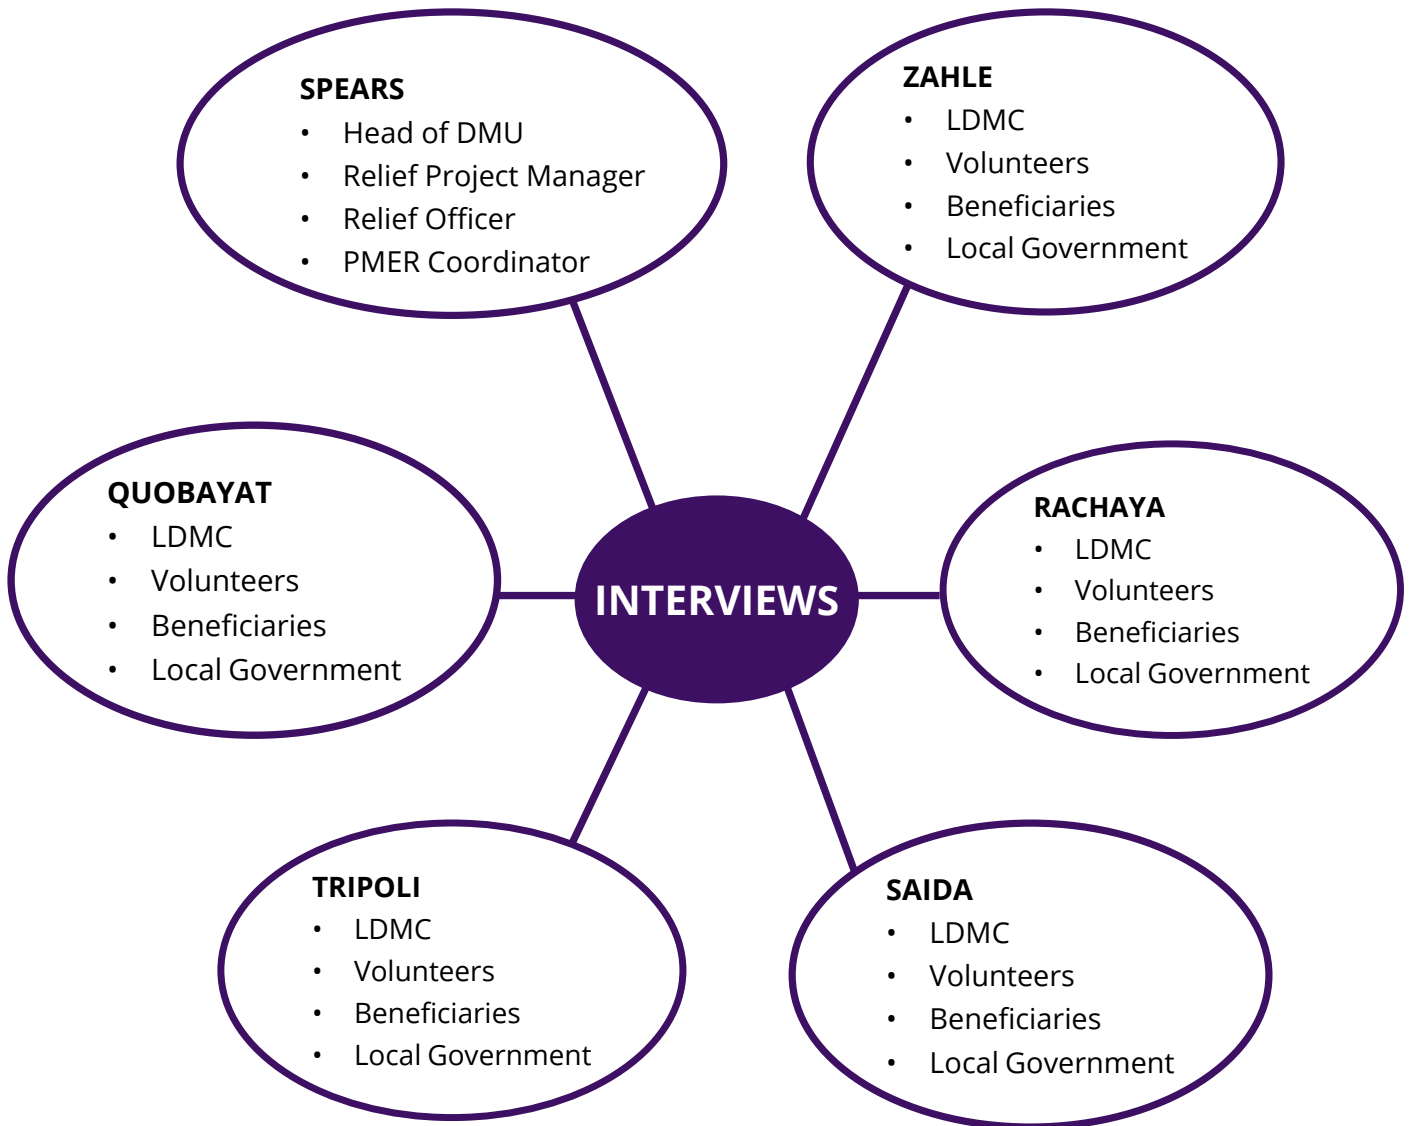 SPEARS
• Head of DMU
• Relief Project Manager
• Relief Officer
• PMER Coordinator
ZAHLE
• LDMC
• Volunteers
• Beneficiaries
• Local Government
QUOBAYAT
• LDMC
• Volunteers
• Beneficiaries
• Local Government
INTERVIEWS
RACHAYA
• LDMC
• Volunteers
• Beneficiaries
• Local Government
TRIPOLI
• LDMC
• Volunteers
• Beneficiaries
• Local Government
SAIDA
• LDMC
• Volunteers
• Beneficiaries
• Local Government